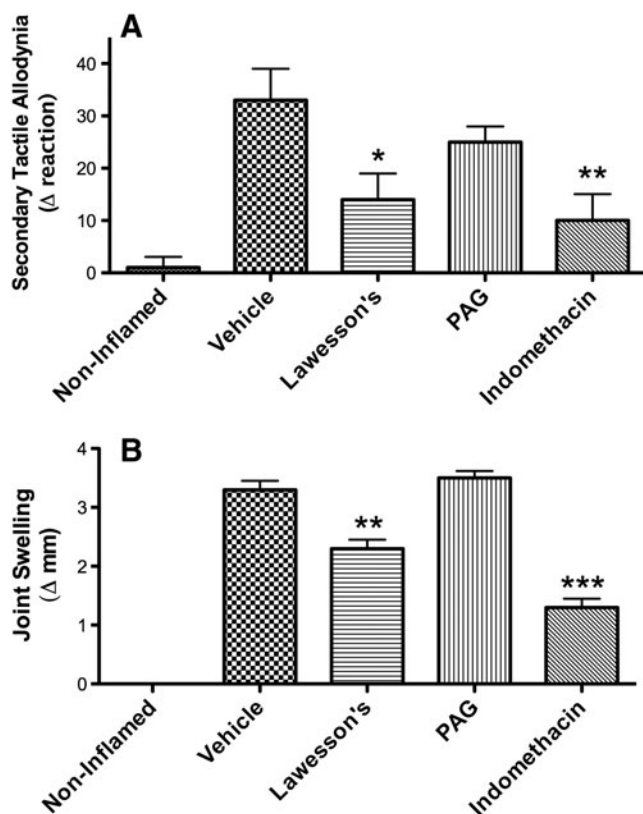 A
Secondary Tactile Allodynia
(Δ reaction)
40
30
20
10
0
*
**
Non-Inflamed
Vehicle
Lawesson's
PAG
Indomethacin
B
Joint Swelling
(Δ mm)
4
3
2
1
0
**
***
Non-Inflamed
Vehicle
Lawesson's
PAG
Indomethacin